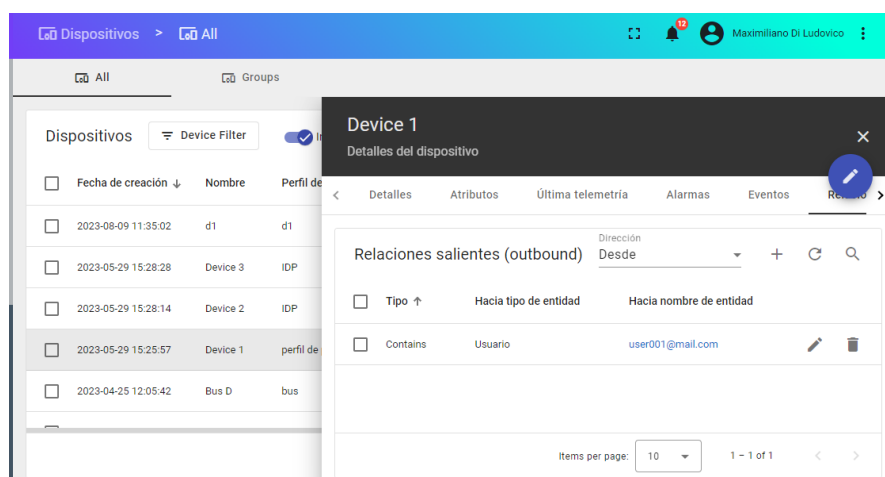 Dispositivos > All
12
Maximiliano Di Ludovico
All Groups
Dispositivos Device Filter
Fecha de creación Nombre
2023-08-09 11:35:02 d1 d1
2023-05-29 15:28:28 Device 3 IDP
2023-05-29 15:28:14 Device 2 IDP
2023-05-29 15:25:57 Device 1 perfil de
2023-04-25 12:05:42 Bus D bus
Device 1
Detalles del dispositivo
Detalles Atributos Última telemetría Alarmas Eventos
Dirección
Relaciones salientes (outbound) Desde
Tipo Hacia tipo de entidad Hacia nombre de entidad
Contains Usuario user001@mail.com
Items per page: 10 1 – 1 of 1